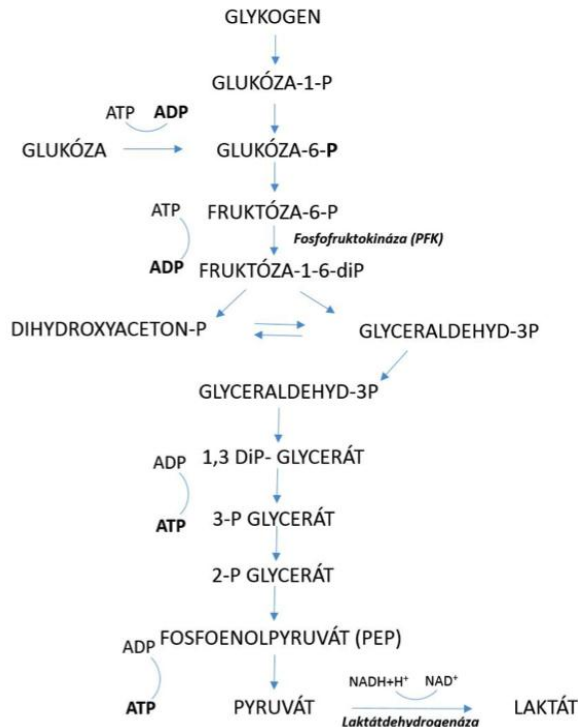 GLYKOGEN
GLUKÓZA-1-P
ATP ADP
GLUKÓZA GLUKÓZA-6-P
ATP FRUKTÓZA-6-P
Fosfofruktokináza (PFK)
ADP FRUKTÓZA-1-6-diP
DIHYDROXYACETON-P GLYCERALDEHYD-3P
GLYCERALDEHYD-3P
ADP 1,3 DiP- GLYCERÁT
ATP 3-P GLYCERÁT
2-P GLYCERÁT
ADP FOSFOENOLPYRUVÁT (PEP)
NADH+H⁺ NAD⁺
ATP PYRUVÁT LAKTÁT
Laktátdehydrogenáza